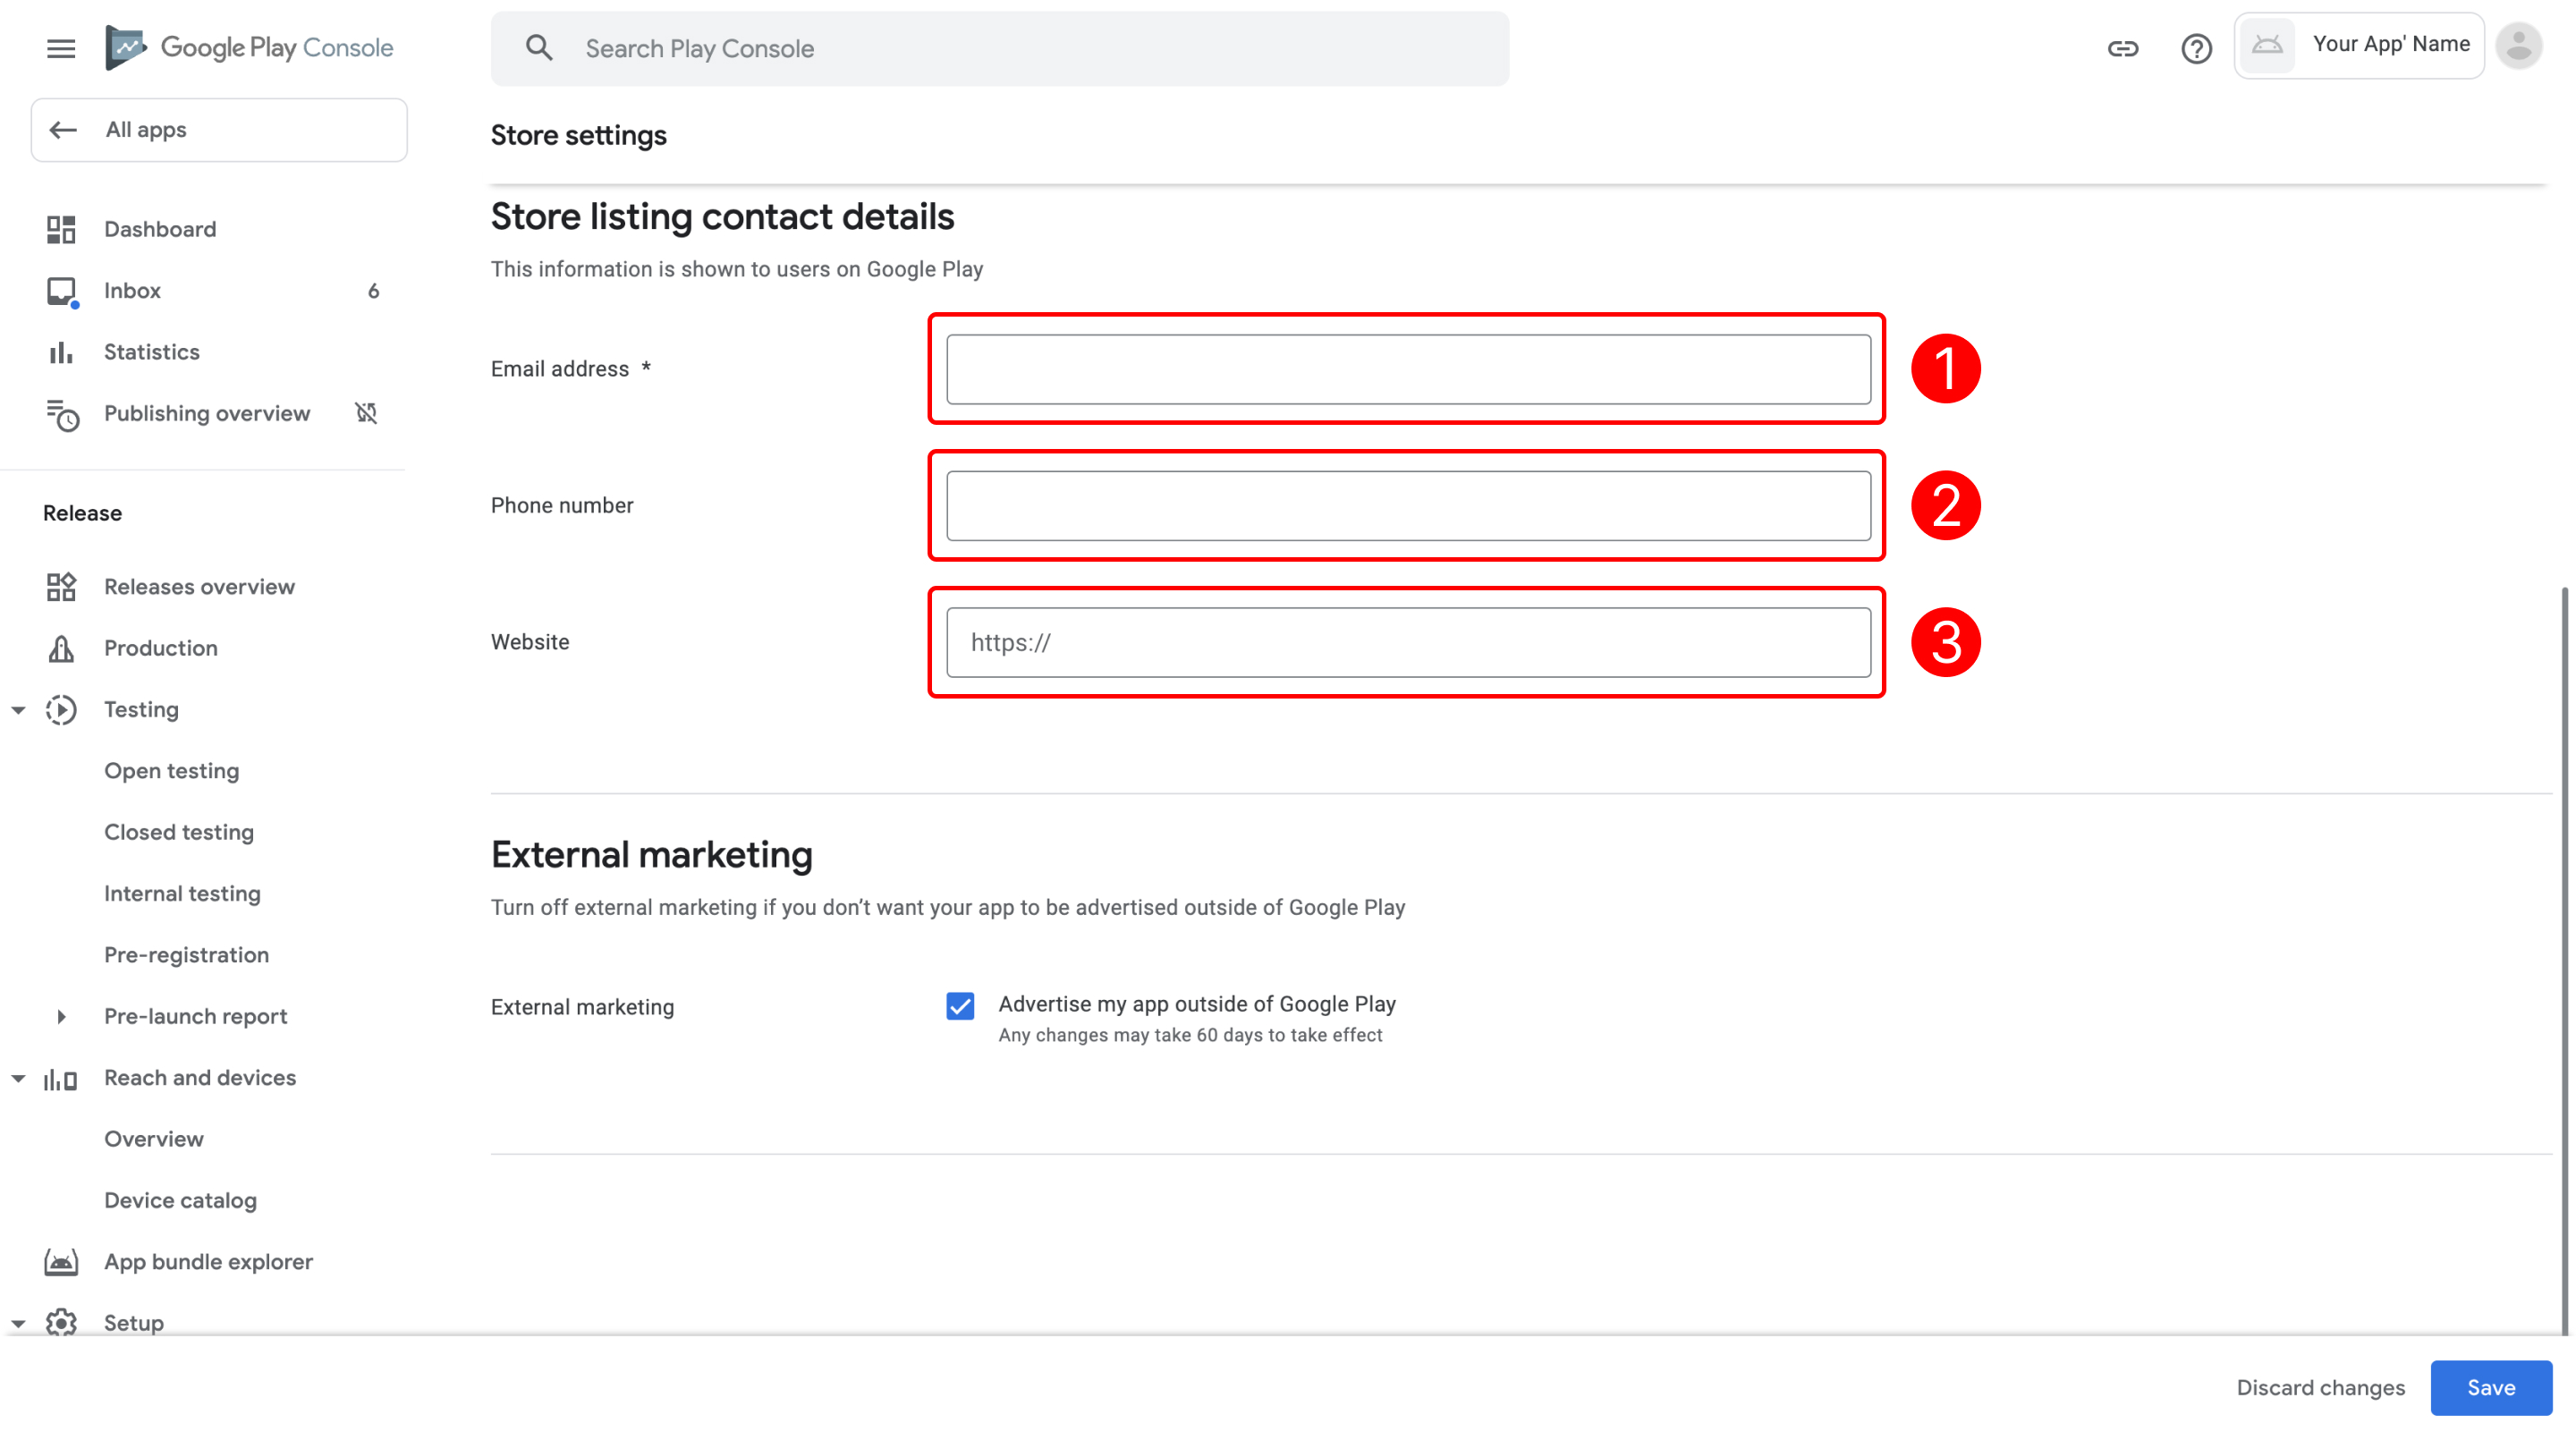 Google Play Console
Search Play Console
Your App' Name
All apps
Store settings
Dashboard
Inbox 6
Statistics
Publishing overview
Release
Releases overview
Production
Testing
Open testing
Closed testing
Internal testing
Pre-registration
Pre-launch report
Reach and devices
Overview
Device catalog
App bundle explorer
Setup
Store listing contact details
This information is shown to users on Google Play
Email address *
1
Phone number
2
Website
https://
3
External marketing
Turn off external marketing if you don’t want your app to be advertised outside of Google Play
External marketing
Advertise my app outside of Google Play
Any changes may take 60 days to take effect
Discard changes
Save